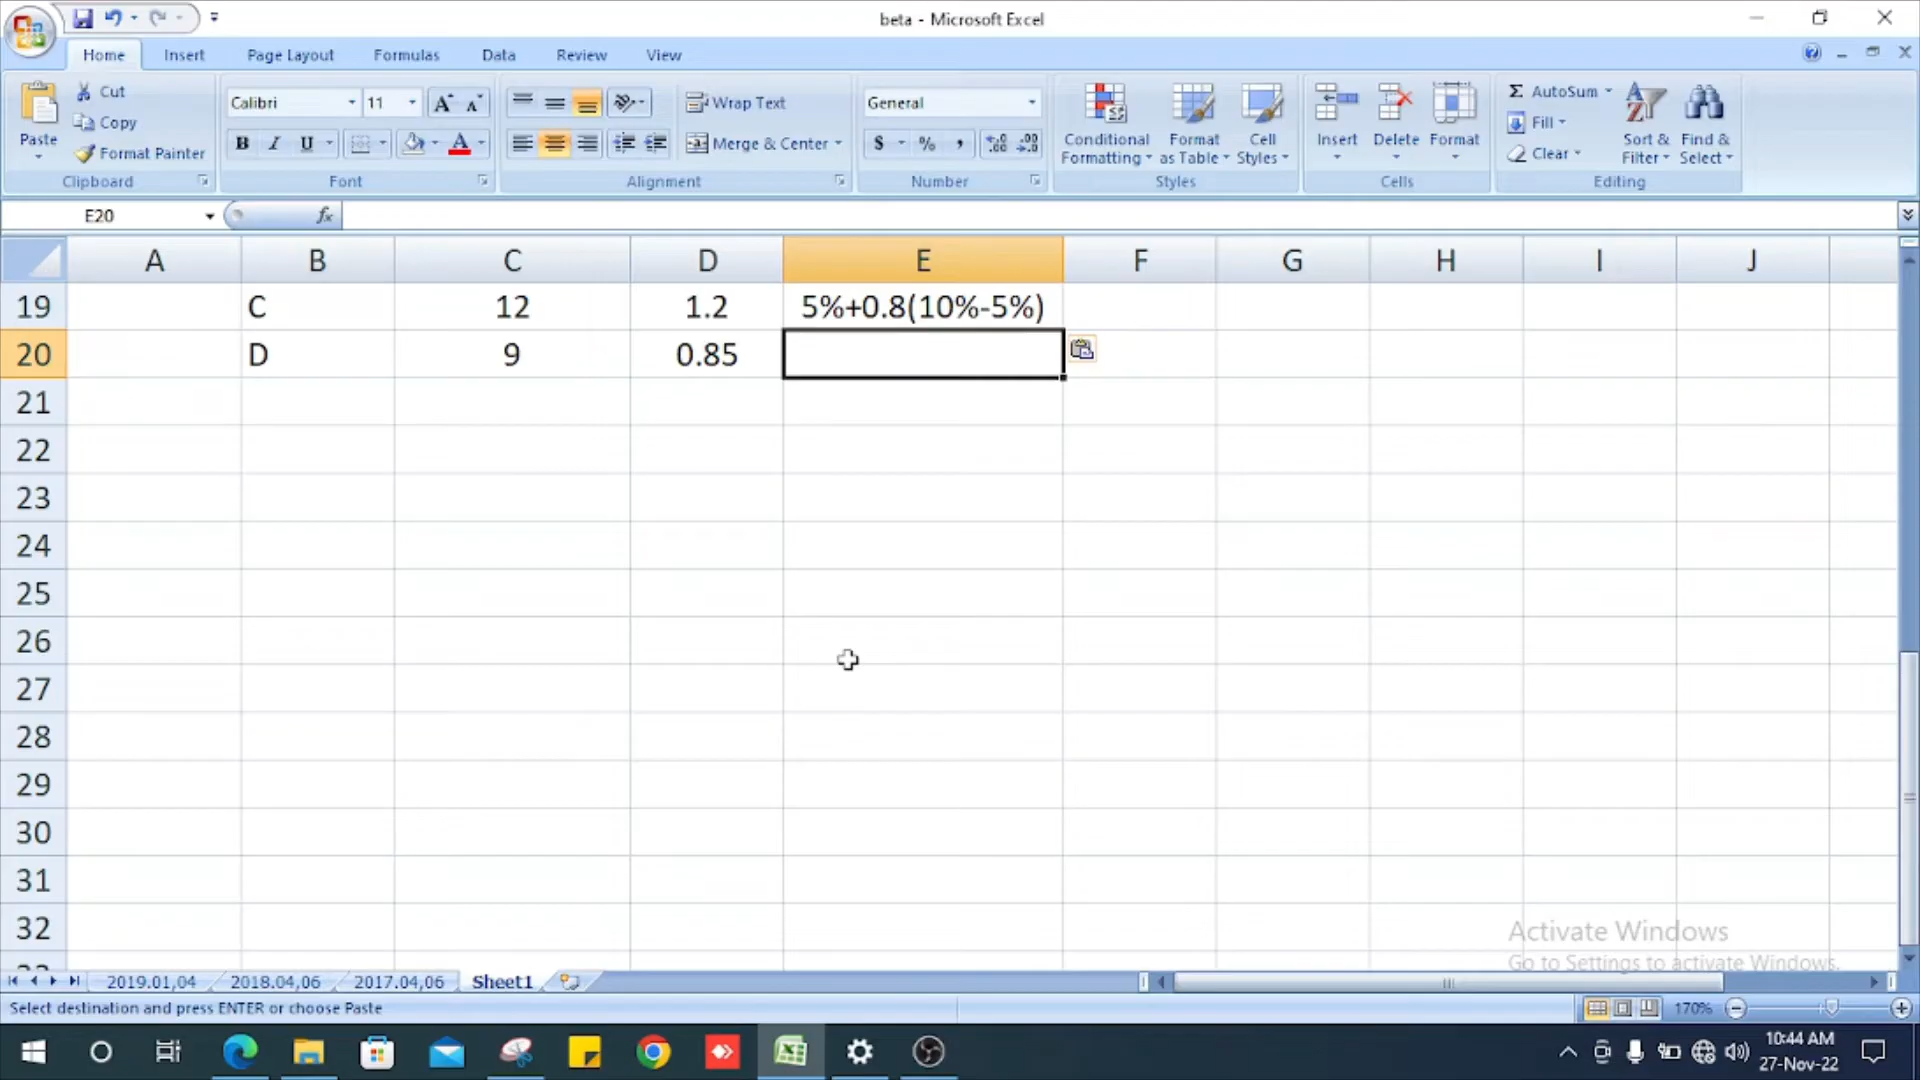 beta - Microsoft Excel
Home Insert Page Layout Formulas Data Review View
Paste
Cut
Copy
Format Painter
Clipboard
Calibri 11
B I U
Font
Wrap Text
Merge & Center
Alignment
General
$ % ,
Number
Conditional Formatting
Format as Table
Cell Styles
Styles
Insert Delete Format
Cells
Σ AutoSum
Fill
Clear
Sort & Filter
Find & Select
Editing
E20 fx
A B C D E F G H I J
19 C 12 1.2 5%+0.8(10%-5%)
20 D 9 0.85
21
22
23
24
25
26
27
28
29
30
31
32
Activate Windows
Go to Settings to activate Windows.
2019.01,04 2018.04,06 2017.04,06 Sheet1
Select destination and press ENTER or choose Paste 170%
10:44 AM
27-Nov-22